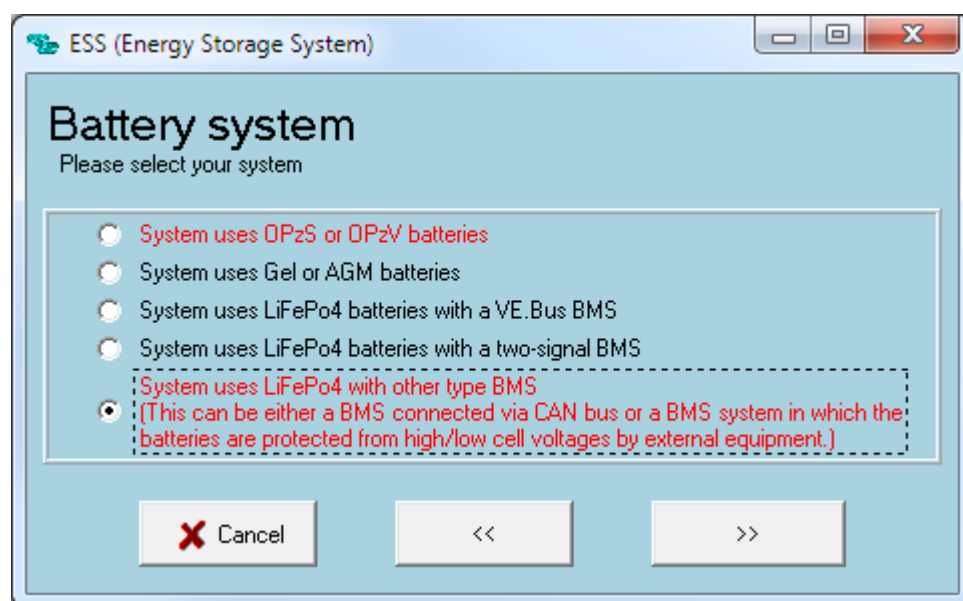 ESS (Energy Storage System)
Battery system
Please select your system
System uses OPzS or OPzV batteries
System uses Gel or AGM batteries
System uses LiFePo4 batteries with a VE.Bus BMS
System uses LiFePo4 batteries with a two-signal BMS
System uses LiFePo4 with other type BMS
(This can be either a BMS connected via CAN bus or a BMS system in which the
batteries are protected from high/low cell voltages by external equipment.)
Cancel
<<
>>